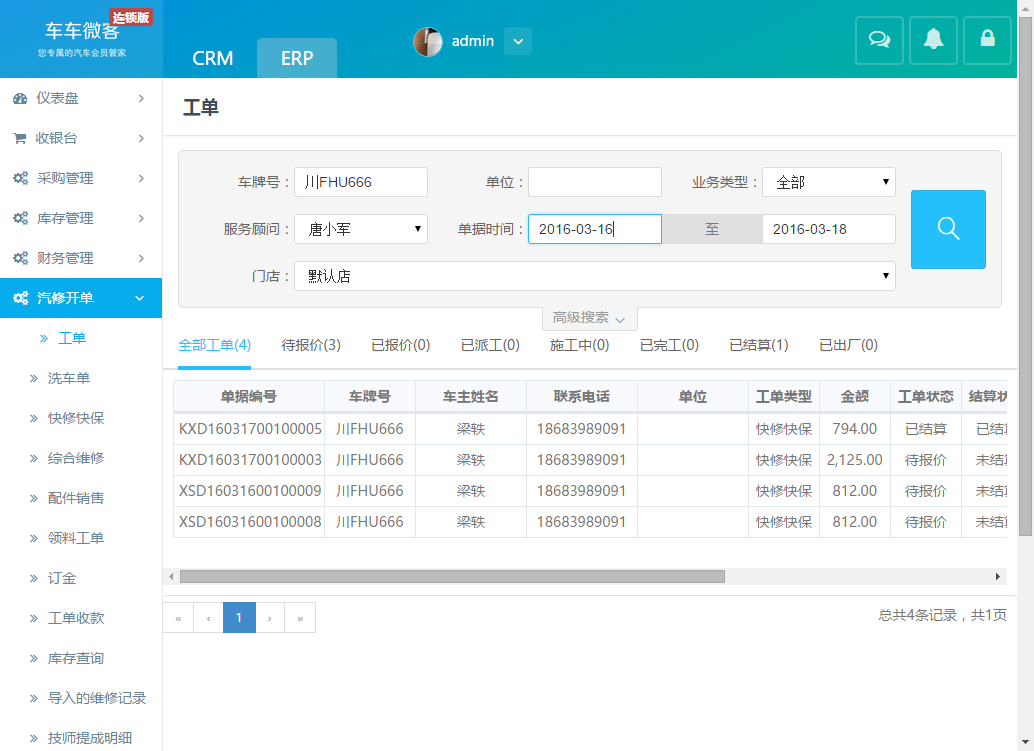 车车微客 连锁版
您专属的汽车会员管家
CRM ERP admin
仪表盘
收银台
采购管理
库存管理
财务管理
汽修开单
工单
洗车单
快修快保
综合维修
配件销售
领料工单
订金
工单收款
库存查询
导入的维修记录
技师提成明细
工单
车牌号： 川FHU666 单位： 业务类型： 全部
服务顾问： 唐小军 单据时间： 2016-03-16 至 2016-03-18
门店： 默认店
高级搜索
全部工单(4) 待报价(3) 已报价(0) 已派工(0) 施工中(0) 已完工(0) 已结算(1) 已出厂(0)
单据编号 车牌号 车主姓名 联系电话 单位 工单类型 金额 工单状态 结算状
KXD16031700100005 川FHU666 梁轶 18683989091 快修快保 794.00 已结算 已结
KXD16031700100003 川FHU666 梁轶 18683989091 快修快保 2,125.00 待报价 未结
XSD16031600100009 川FHU666 梁轶 18683989091 快修快保 812.00 待报价 未结
XSD16031600100008 川FHU666 梁轶 18683989091 快修快保 812.00 待报价 未结
« ‹ 1 › »
总共4条记录，共1页